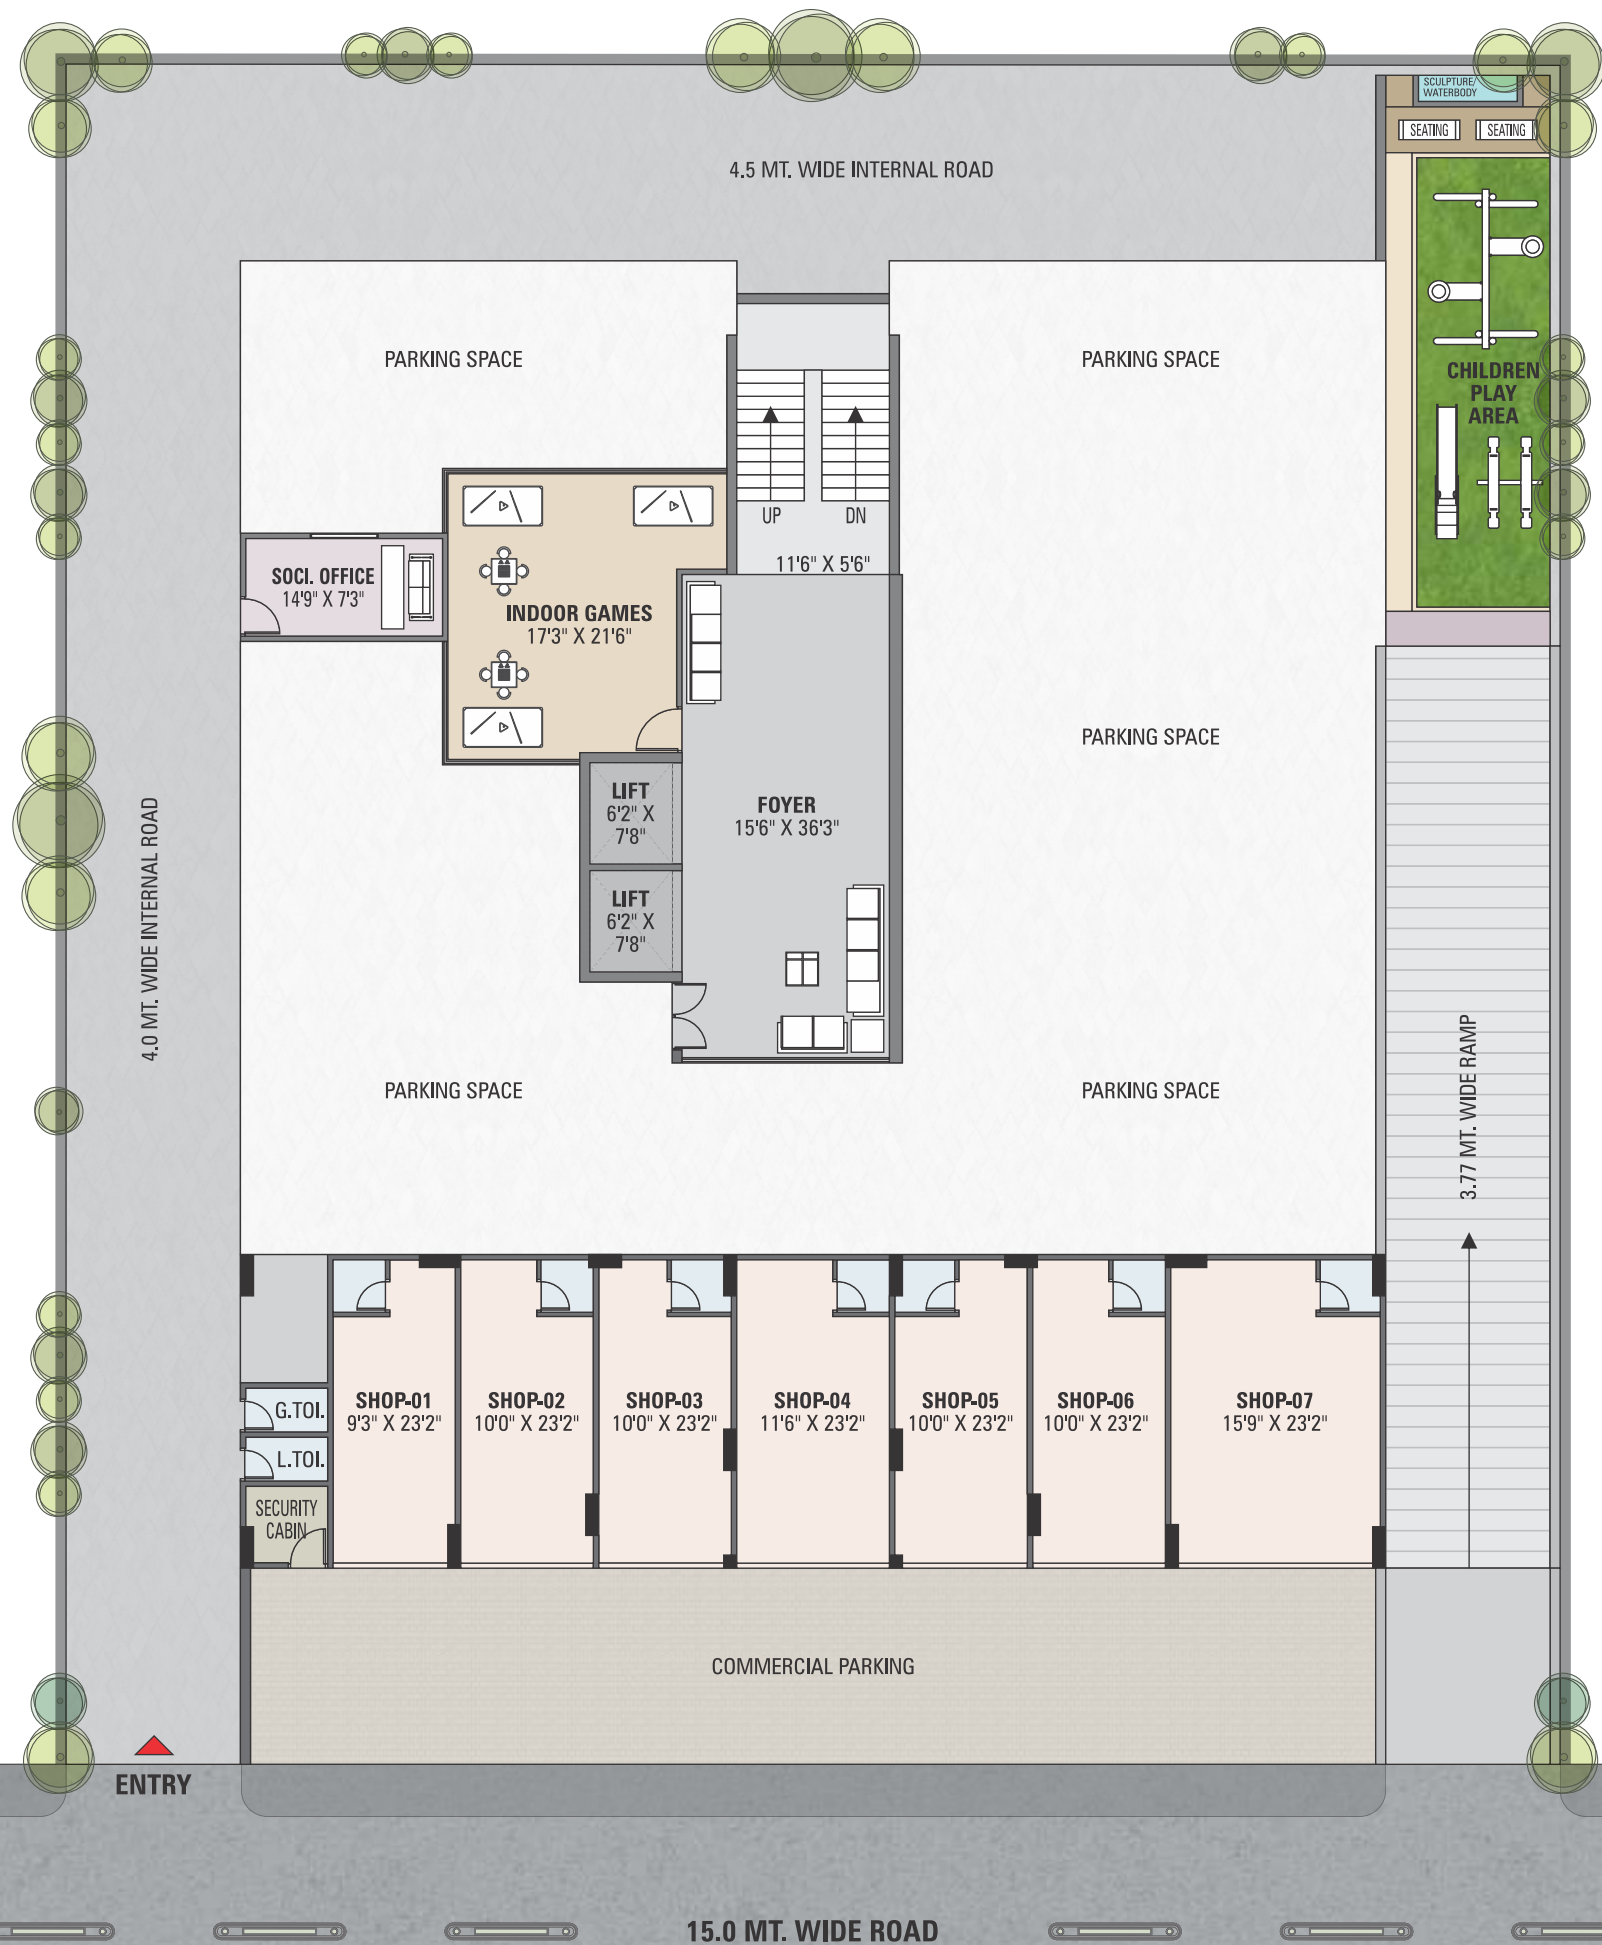 SCULPTURE/
WATERBODY
SEATING
SEATING
4.5 MT. WIDE INTERNAL ROAD
PARKING SPACE
PARKING SPACE
CHILDREN
PLAY
AREA
UP
DN
11'6" X 5'6"
SOCI. OFFICE
14'9" X 7'3"
INDOOR GAMES
17'3" X 21'6"
PARKING SPACE
LIFT
6'2" X
7'8"
FOYER
15'6" X 36'3"
LIFT
6'2" X
7'8"
4.0 MT. WIDE INTERNAL ROAD
PARKING SPACE
PARKING SPACE
3.77 MT. WIDE RAMP
SHOP-01
9'3" X 23'2"
SHOP-02
10'0" X 23'2"
SHOP-03
10'0" X 23'2"
SHOP-04
11'6" X 23'2"
SHOP-05
10'0" X 23'2"
SHOP-06
10'0" X 23'2"
SHOP-07
15'9" X 23'2"
G.TOI.
L.TOI.
SECURITY
CABIN
COMMERCIAL PARKING
ENTRY
15.0 MT. WIDE ROAD